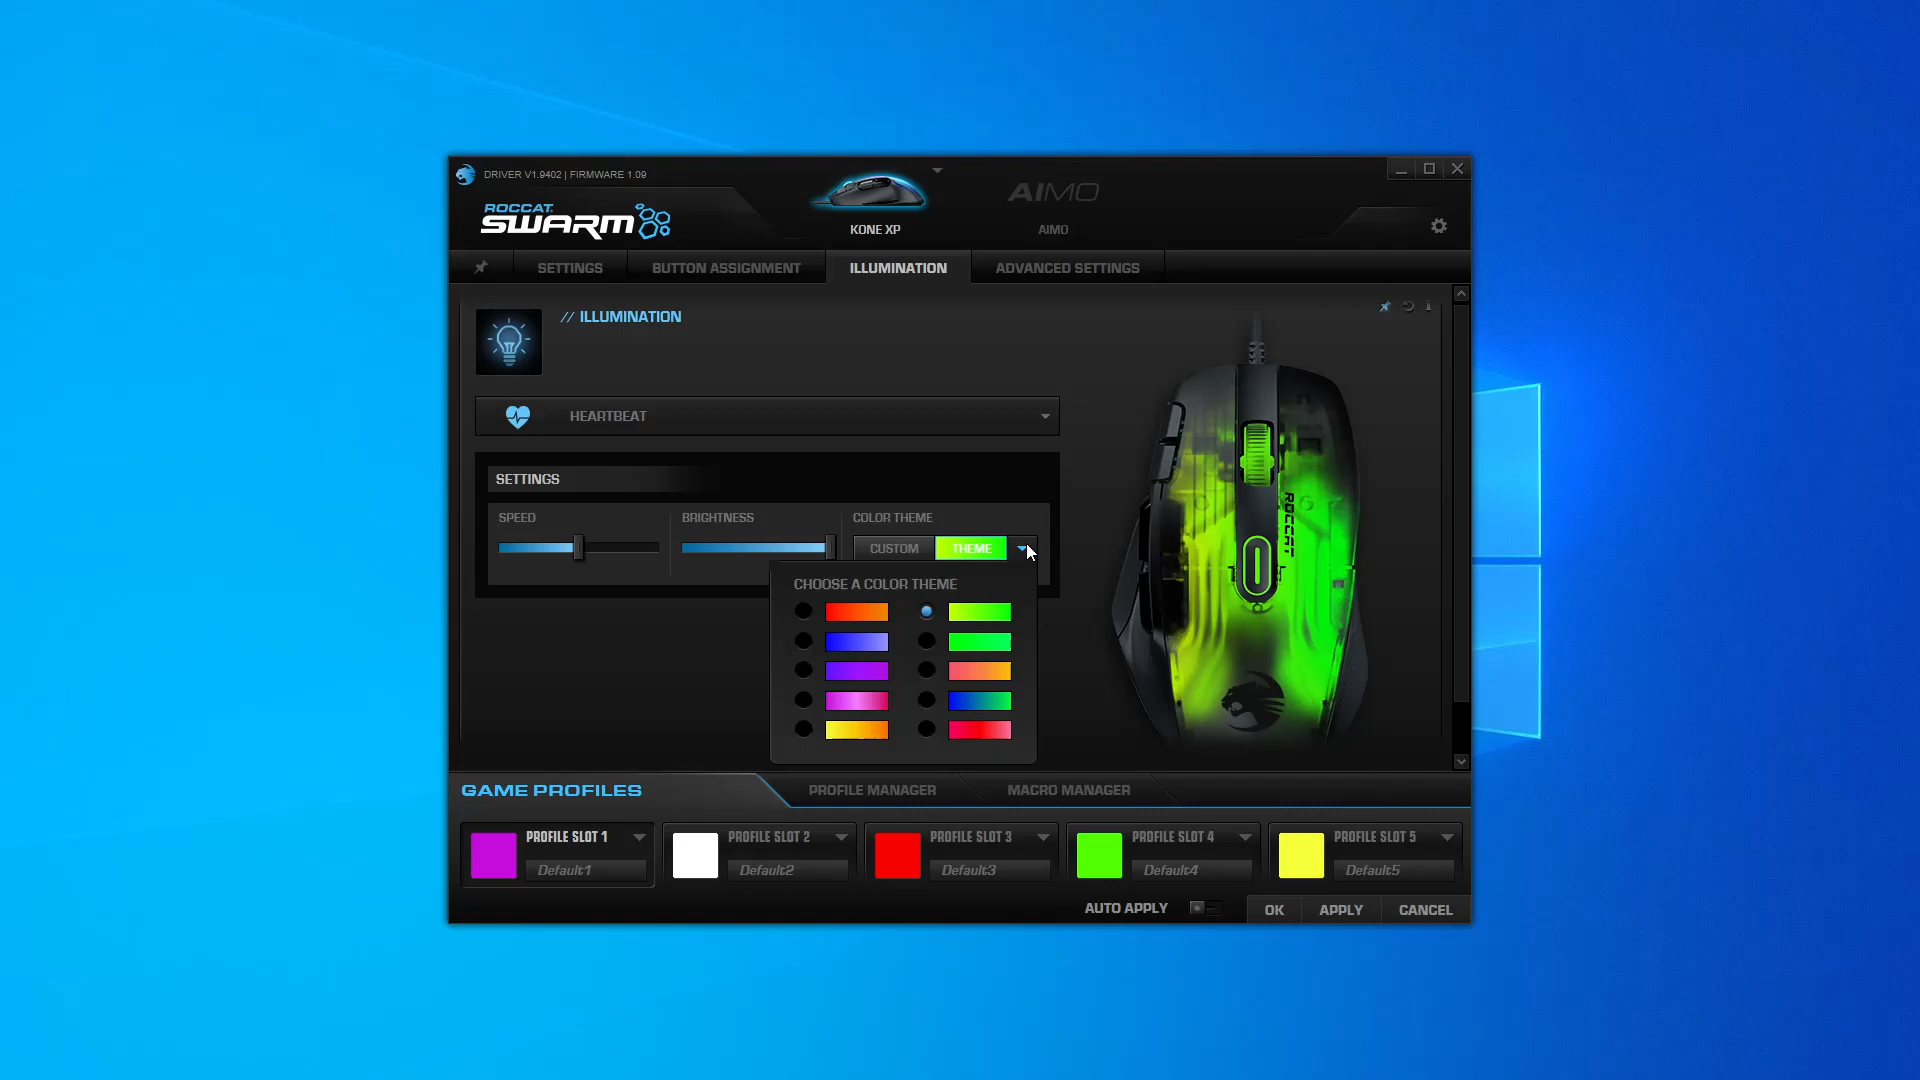 DRIVER V1.9402 | FIRMWARE 1.09
ROCCAT
SWARM
AIMO
KONE XP
AIMO
SETTINGS
BUTTON ASSIGNMENT
ILLUMINATION
ADVANCED SETTINGS
// ILLUMINATION
HEARTBEAT
SETTINGS
SPEED
BRIGHTNESS
COLOR THEME
CUSTOM
THEME
CHOOSE A COLOR THEME
ROCCAT
GAME PROFILES
PROFILE MANAGER
MACRO MANAGER
PROFILE SLOT 1
Default1
PROFILE SLOT 2
Default2
PROFILE SLOT 3
Default3
PROFILE SLOT 4
Default4
PROFILE SLOT 5
Default5
AUTO APPLY
OK
APPLY
CANCEL